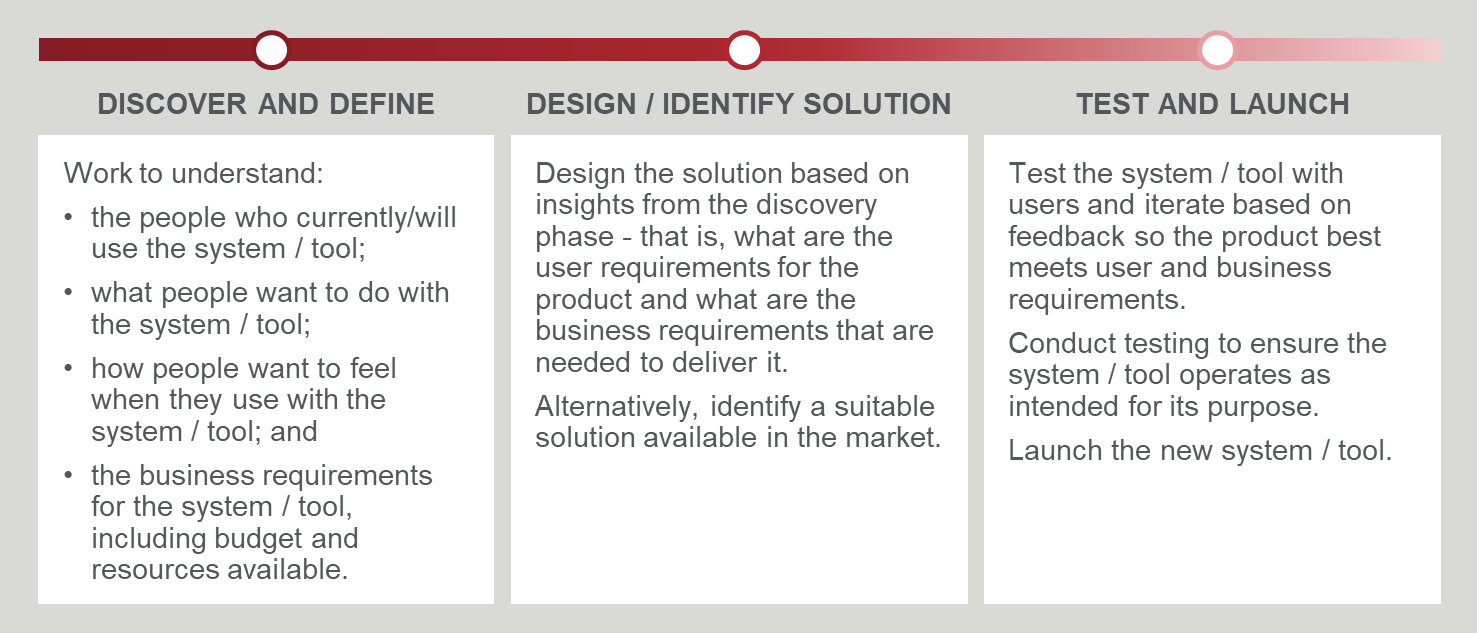 DISCOVER AND DEFINE
Work to understand:
• the people who currently/will
use the system / tool;
• what people want to do with
the system / tool;
• how people want to feel
when they use with the
system / tool; and
• the business requirements
for the system / tool,
including budget and
resources available.
DESIGN / IDENTIFY SOLUTION
Design the solution based on
insights from the discovery
phase - that is, what are the
user requirements for the
product and what are the
business requirements that are
needed to deliver it.
Alternatively, identify a suitable
solution available in the market.
TEST AND LAUNCH
Test the system / tool with
users and iterate based on
feedback so the product best
meets user and business
requirements.
Conduct testing to ensure the
system / tool operates as
intended for its purpose.
Launch the new system / tool.